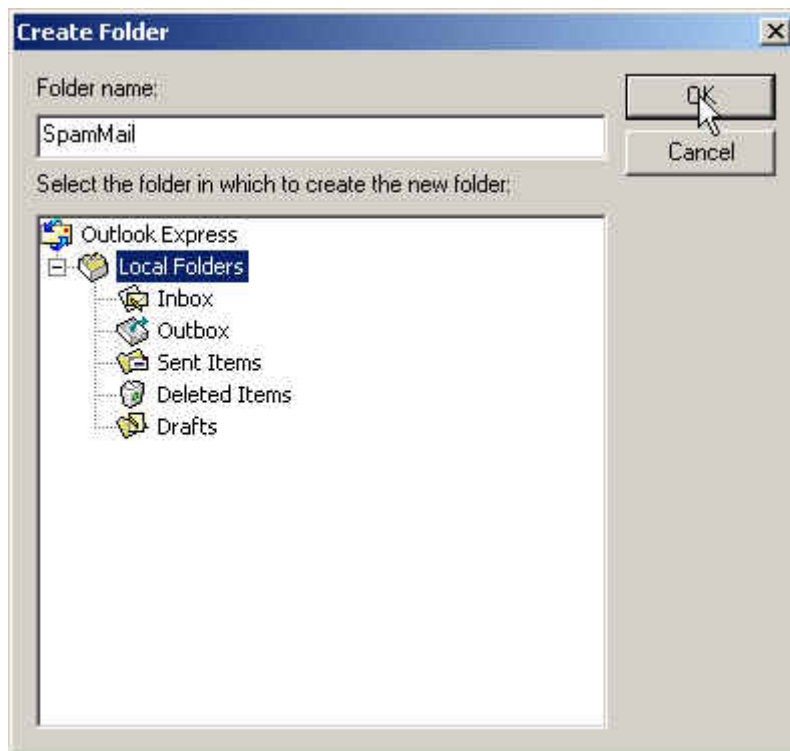 Create Folder
Folder name:
OK
SpamMail
Cancel
Select the folder in which to create the new folder:
Outlook Express
Local Folders
Inbox
Outbox
Sent Items
Deleted Items
Drafts